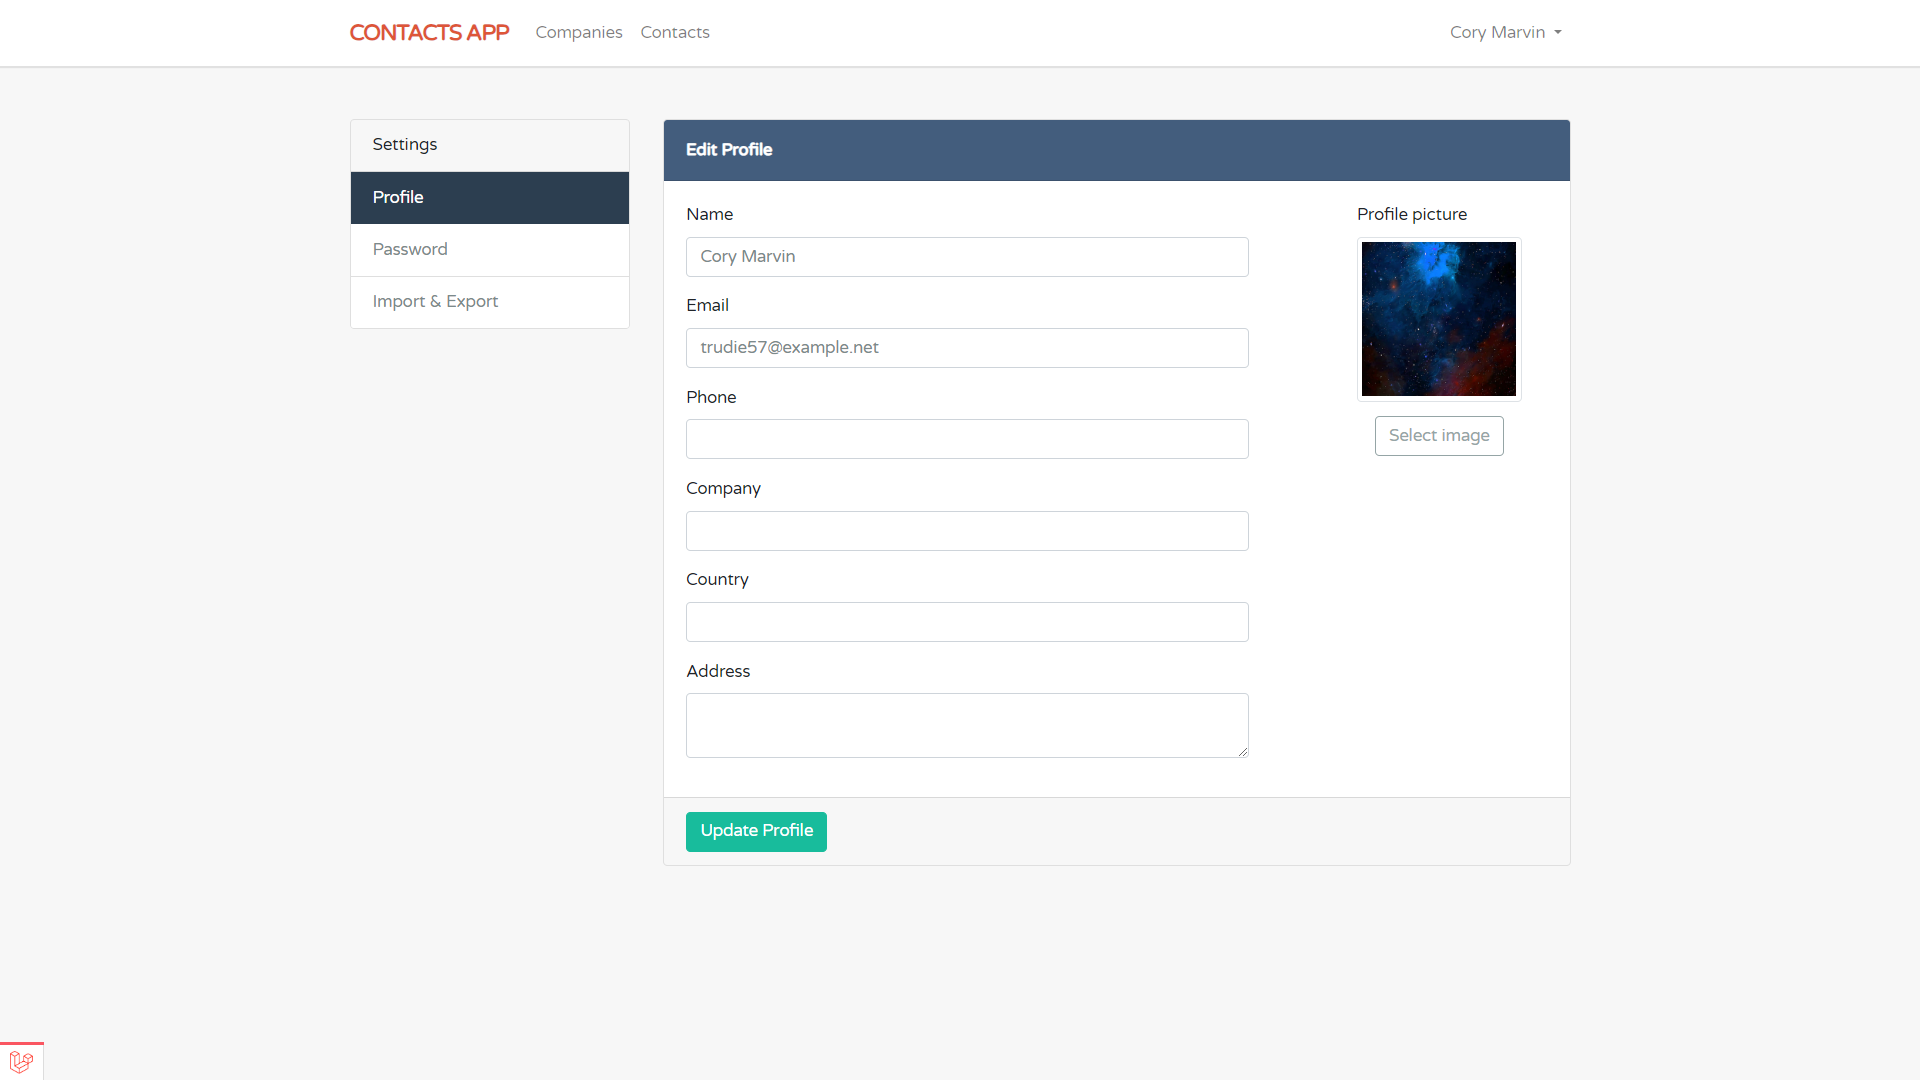 CONTACTS APP Companies Contacts Cory Marvin
Settings
Profile
Password
Import & Export
Edit Profile
Name
Cory Marvin
Email
trudie57@example.net
Phone
Company
Country
Address
Profile picture
Select image
Update Profile